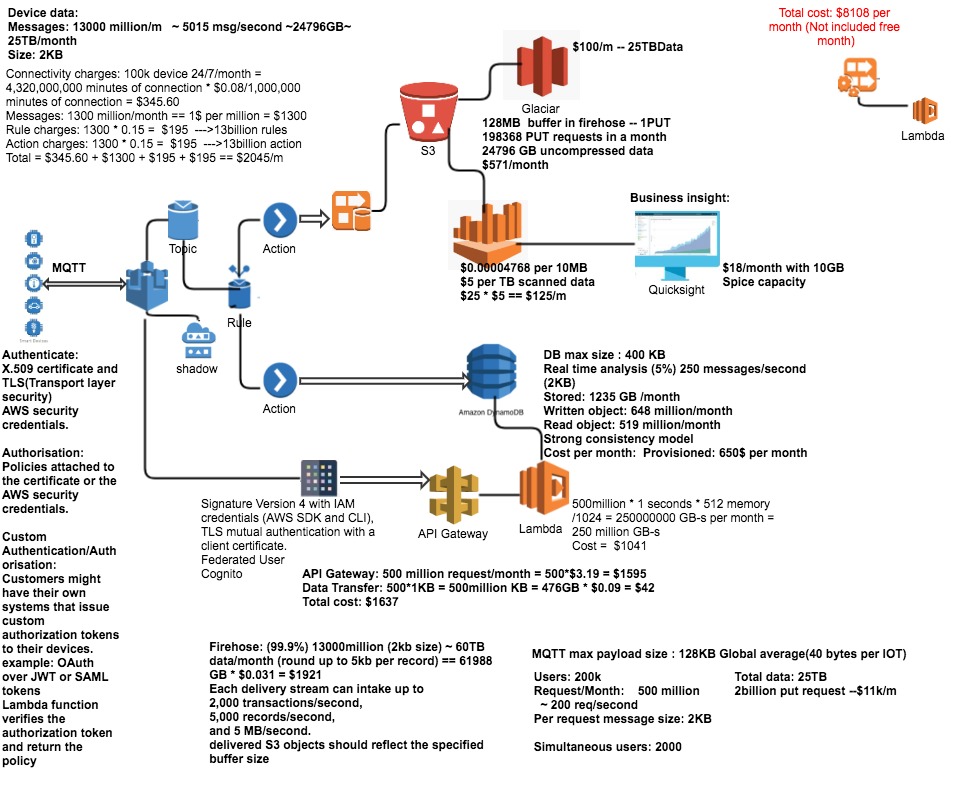 Device data:
Messages: 13000 million/m ~ 5015 msg/second ~24796GB~
25TB/month
Size: 2KB
Connectivity charges: 100k device 24/7/month =
4,320,000,000 minutes of connection * $0.08/1,000,000
minutes of connection = $345.60
Messages: 1300 million/month == 1$ per million = $1300
Rule charges: 1300 * 0.15 = $195 --->13billion rules
Action charges: 1300 * 0.15 = $195 --->13billion action
Total = $345.60 + $1300 + $195 + $195 == $2045/m
Total cost: $8108 per
month (Not included free
month)
Lambda
$100/m -- 25TBData
Glaciar
S3
128MB buffer in firehose -- 1PUT
198368 PUT requests in a month
24796 GB uncompressed data
$571/month
Business insight:
Topic
Action
MQTT
$0.00004768 per 10MB
$5 per TB scanned data
$25 * $5 == $125/m
Quicksight
$18/month with 10GB
Spice capacity
Rule
Smart Devices
shadow
Authenticate:
X.509 certificate and
TLS(Transport layer
security)
AWS security
credentials.
Authorisation:
Policies attached to
the certificate or the
AWS security
credentials.
Custom
Authentication/Auth
orisation:
Customers might
have their own
systems that issue
custom
authorization tokens
to their devices.
example: OAuth
over JWT or SAML
tokens
Lambda function
verifies the
authorization token
and return the
policy
Action
Amazon DynamoDB
DB max size : 400 KB
Real time analysis (5%) 250 messages/second
(2KB)
Stored: 1235 GB /month
Written object: 648 million/month
Read object: 519 million/month
Strong consistency model
Cost per month: Provisioned: 650$ per month
Signature Version 4 with IAM
credentials (AWS SDK and CLI),
TLS mutual authentication with a
client certificate.
Federated User
Cognito
API Gateway
Lambda
500million * 1 seconds * 512 memory
/1024 = 250000000 GB-s per month =
250 million GB-s
Cost = $1041
API Gateway: 500 million request/month = 500*$3.19 = $1595
Data Transfer: 500*1KB = 500million KB = 476GB * $0.09 = $42
Total cost: $1637
Firehose: (99.9%) 13000million (2kb size) ~ 60TB
data/month (round up to 5kb per record) == 61988
GB * $0.031 = $1921
Each delivery stream can intake up to
2,000 transactions/second,
5,000 records/second,
and 5 MB/second.
delivered S3 objects should reflect the specified
buffer size
MQTT max payload size : 128KB Global average(40 bytes per IOT)
Users: 200k
Request/Month: 500 million
~ 200 req/second
Per request message size: 2KB
Simultaneous users: 2000
Total data: 25TB
2billion put request --$11k/m